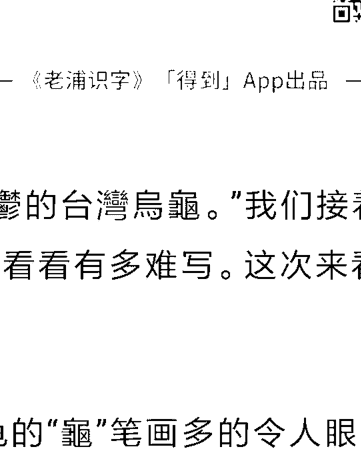 《老浦识字》「得到」App出品
鬱的台灣烏龜。”我们接着
看看有多难写。这次来看
的“龜”笔画多的令人眼